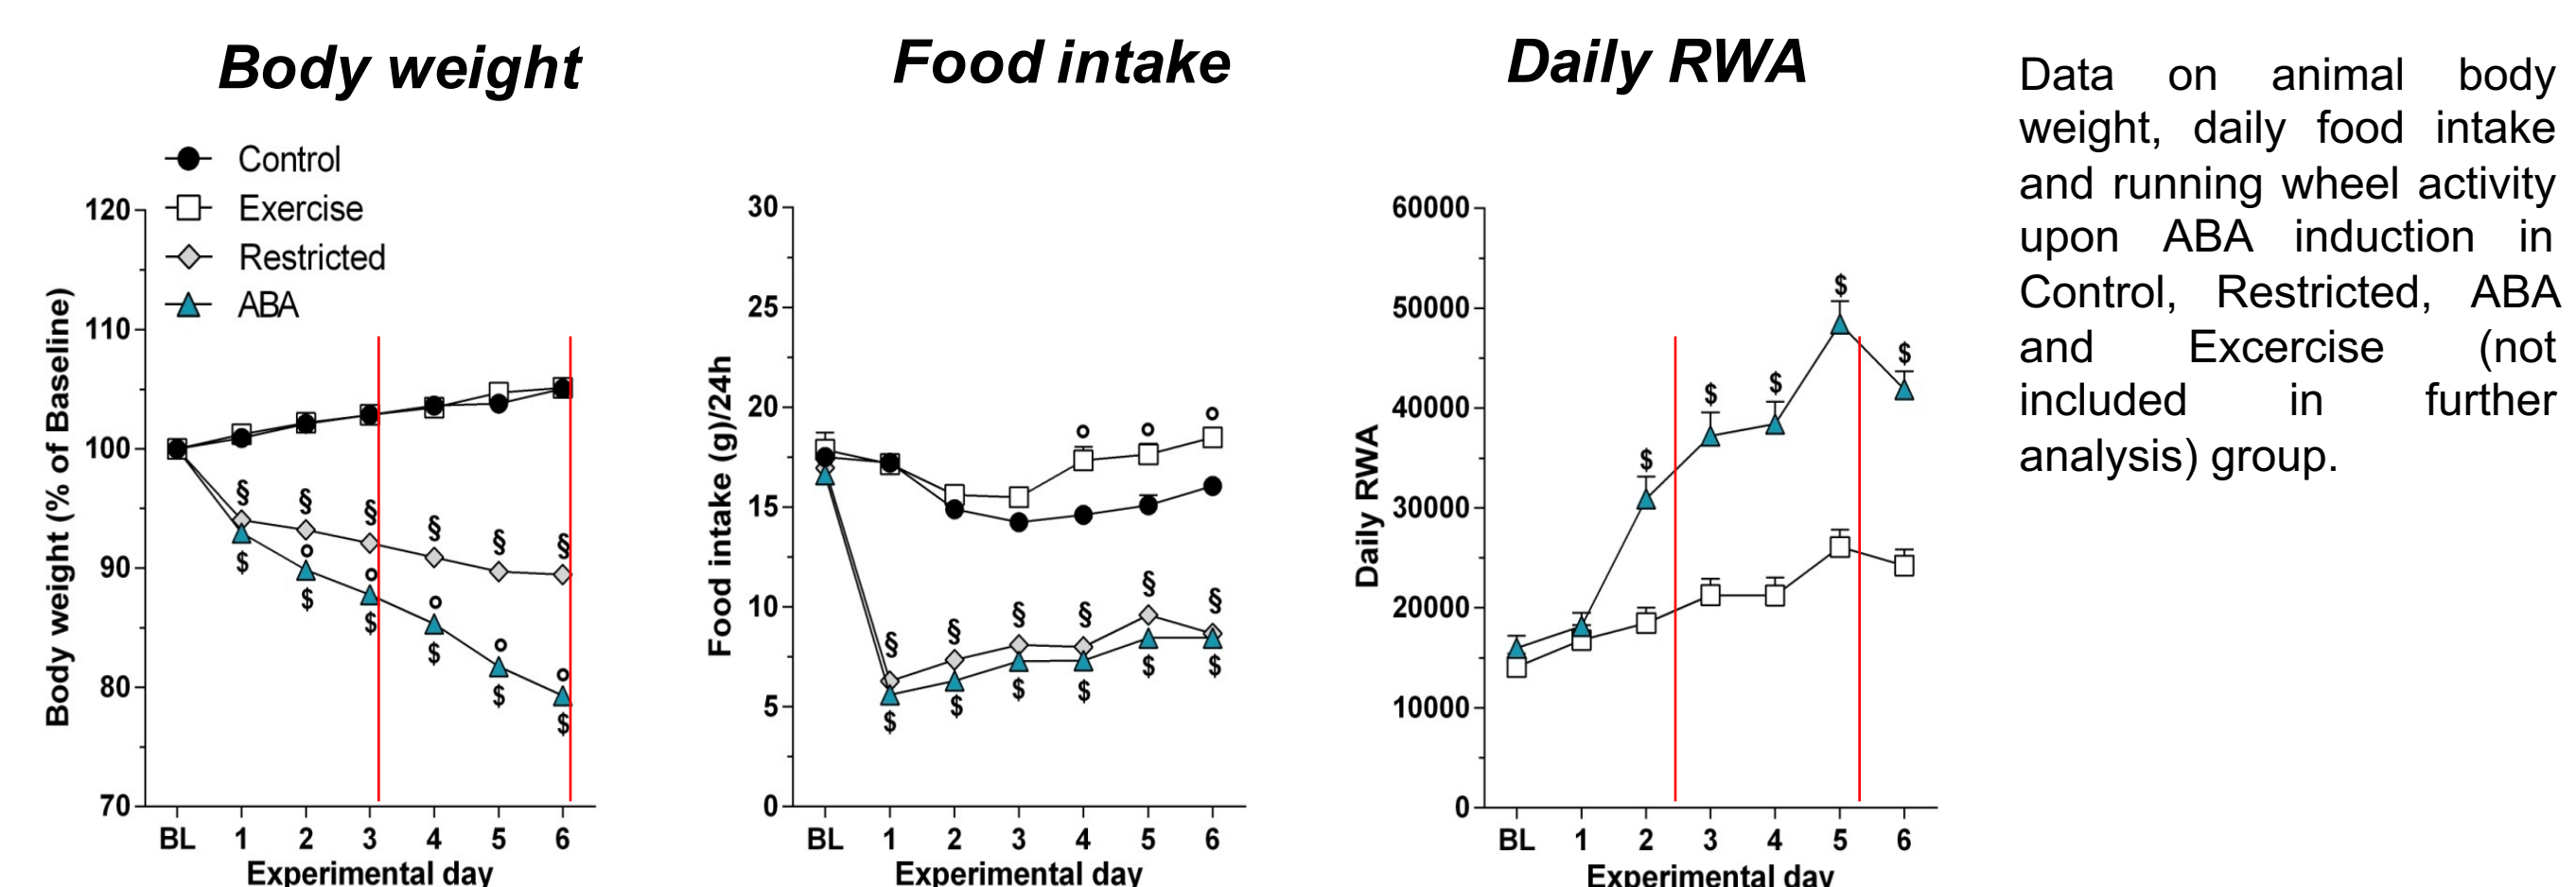 Body weight
Control
Exercise
Restricted
ABA
Body weight (% of Baseline)
120
110
100
90
80
70
§ § § § § §
o o o o o
$ $ $ $ $ $
BL 1 2 3 4 5 6
Experimental day
Food intake
Food intake (g)/24h
30
25
20
15
10
5
0
o o o
§ § § § § §
$ $ $ $ $ $
BL 1 2 3 4 5 6
Experimental day
Daily RWA
Daily RWA
60000
50000
40000
30000
20000
10000
0
$ $ $ $ $
BL 1 2 3 4 5 6
Experimental day
Data on animal body
weight, daily food intake
and running wheel activity
upon ABA induction in
Control, Restricted, ABA
and Excercise (not
included in further
analysis) group.